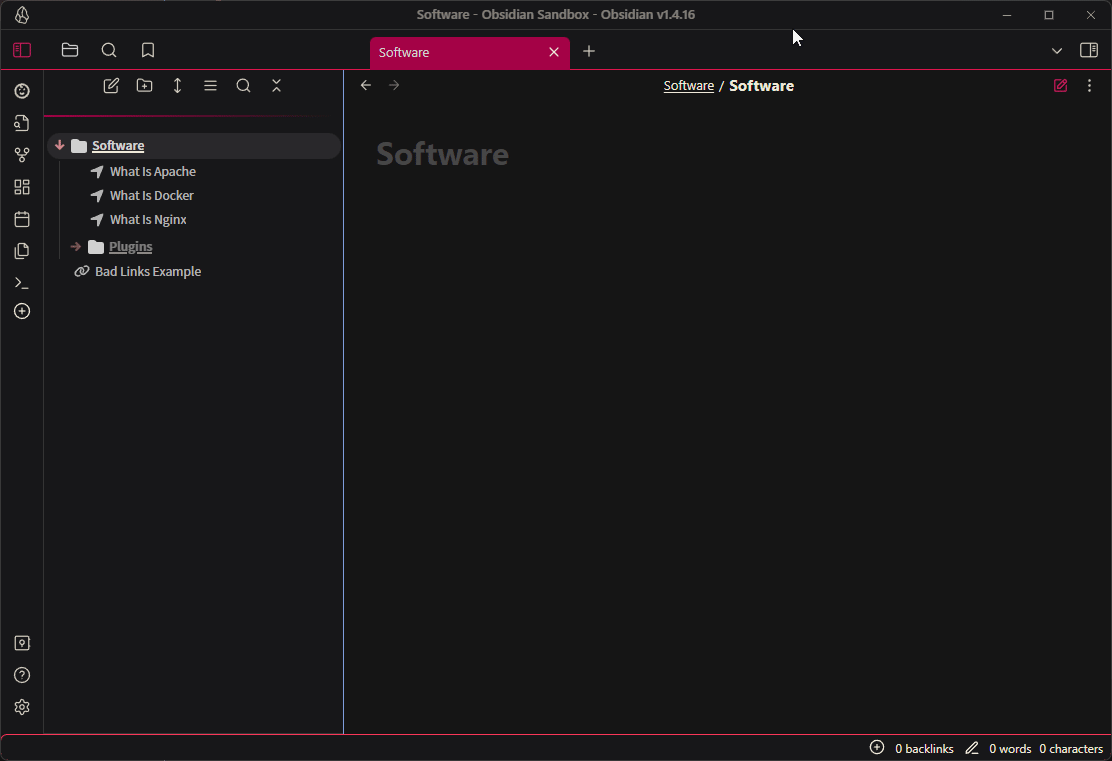 Software - Obsidian Sandbox - Obsidian v1.4.16
Software
Software / Software
Software
Software
What Is Apache
What Is Docker
What Is Nginx
Plugins
Bad Links Example
0 backlinks 0 words 0 characters